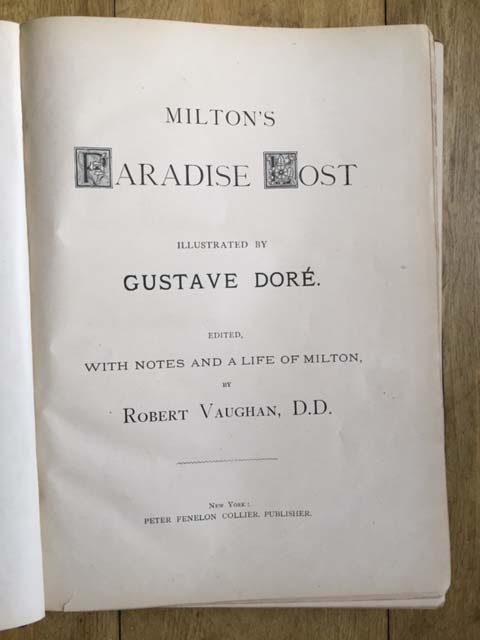 MILTON'S
PARADISE LOST
ILLUSTRATED BY
GUSTAVE DORÉ.
EDITED,
WITH NOTES AND A LIFE OF MILTON,
BY
ROBERT VAUGHAN, D.D.
NEW YORK:
PETER FENELON COLLIER, PUBLISHER.